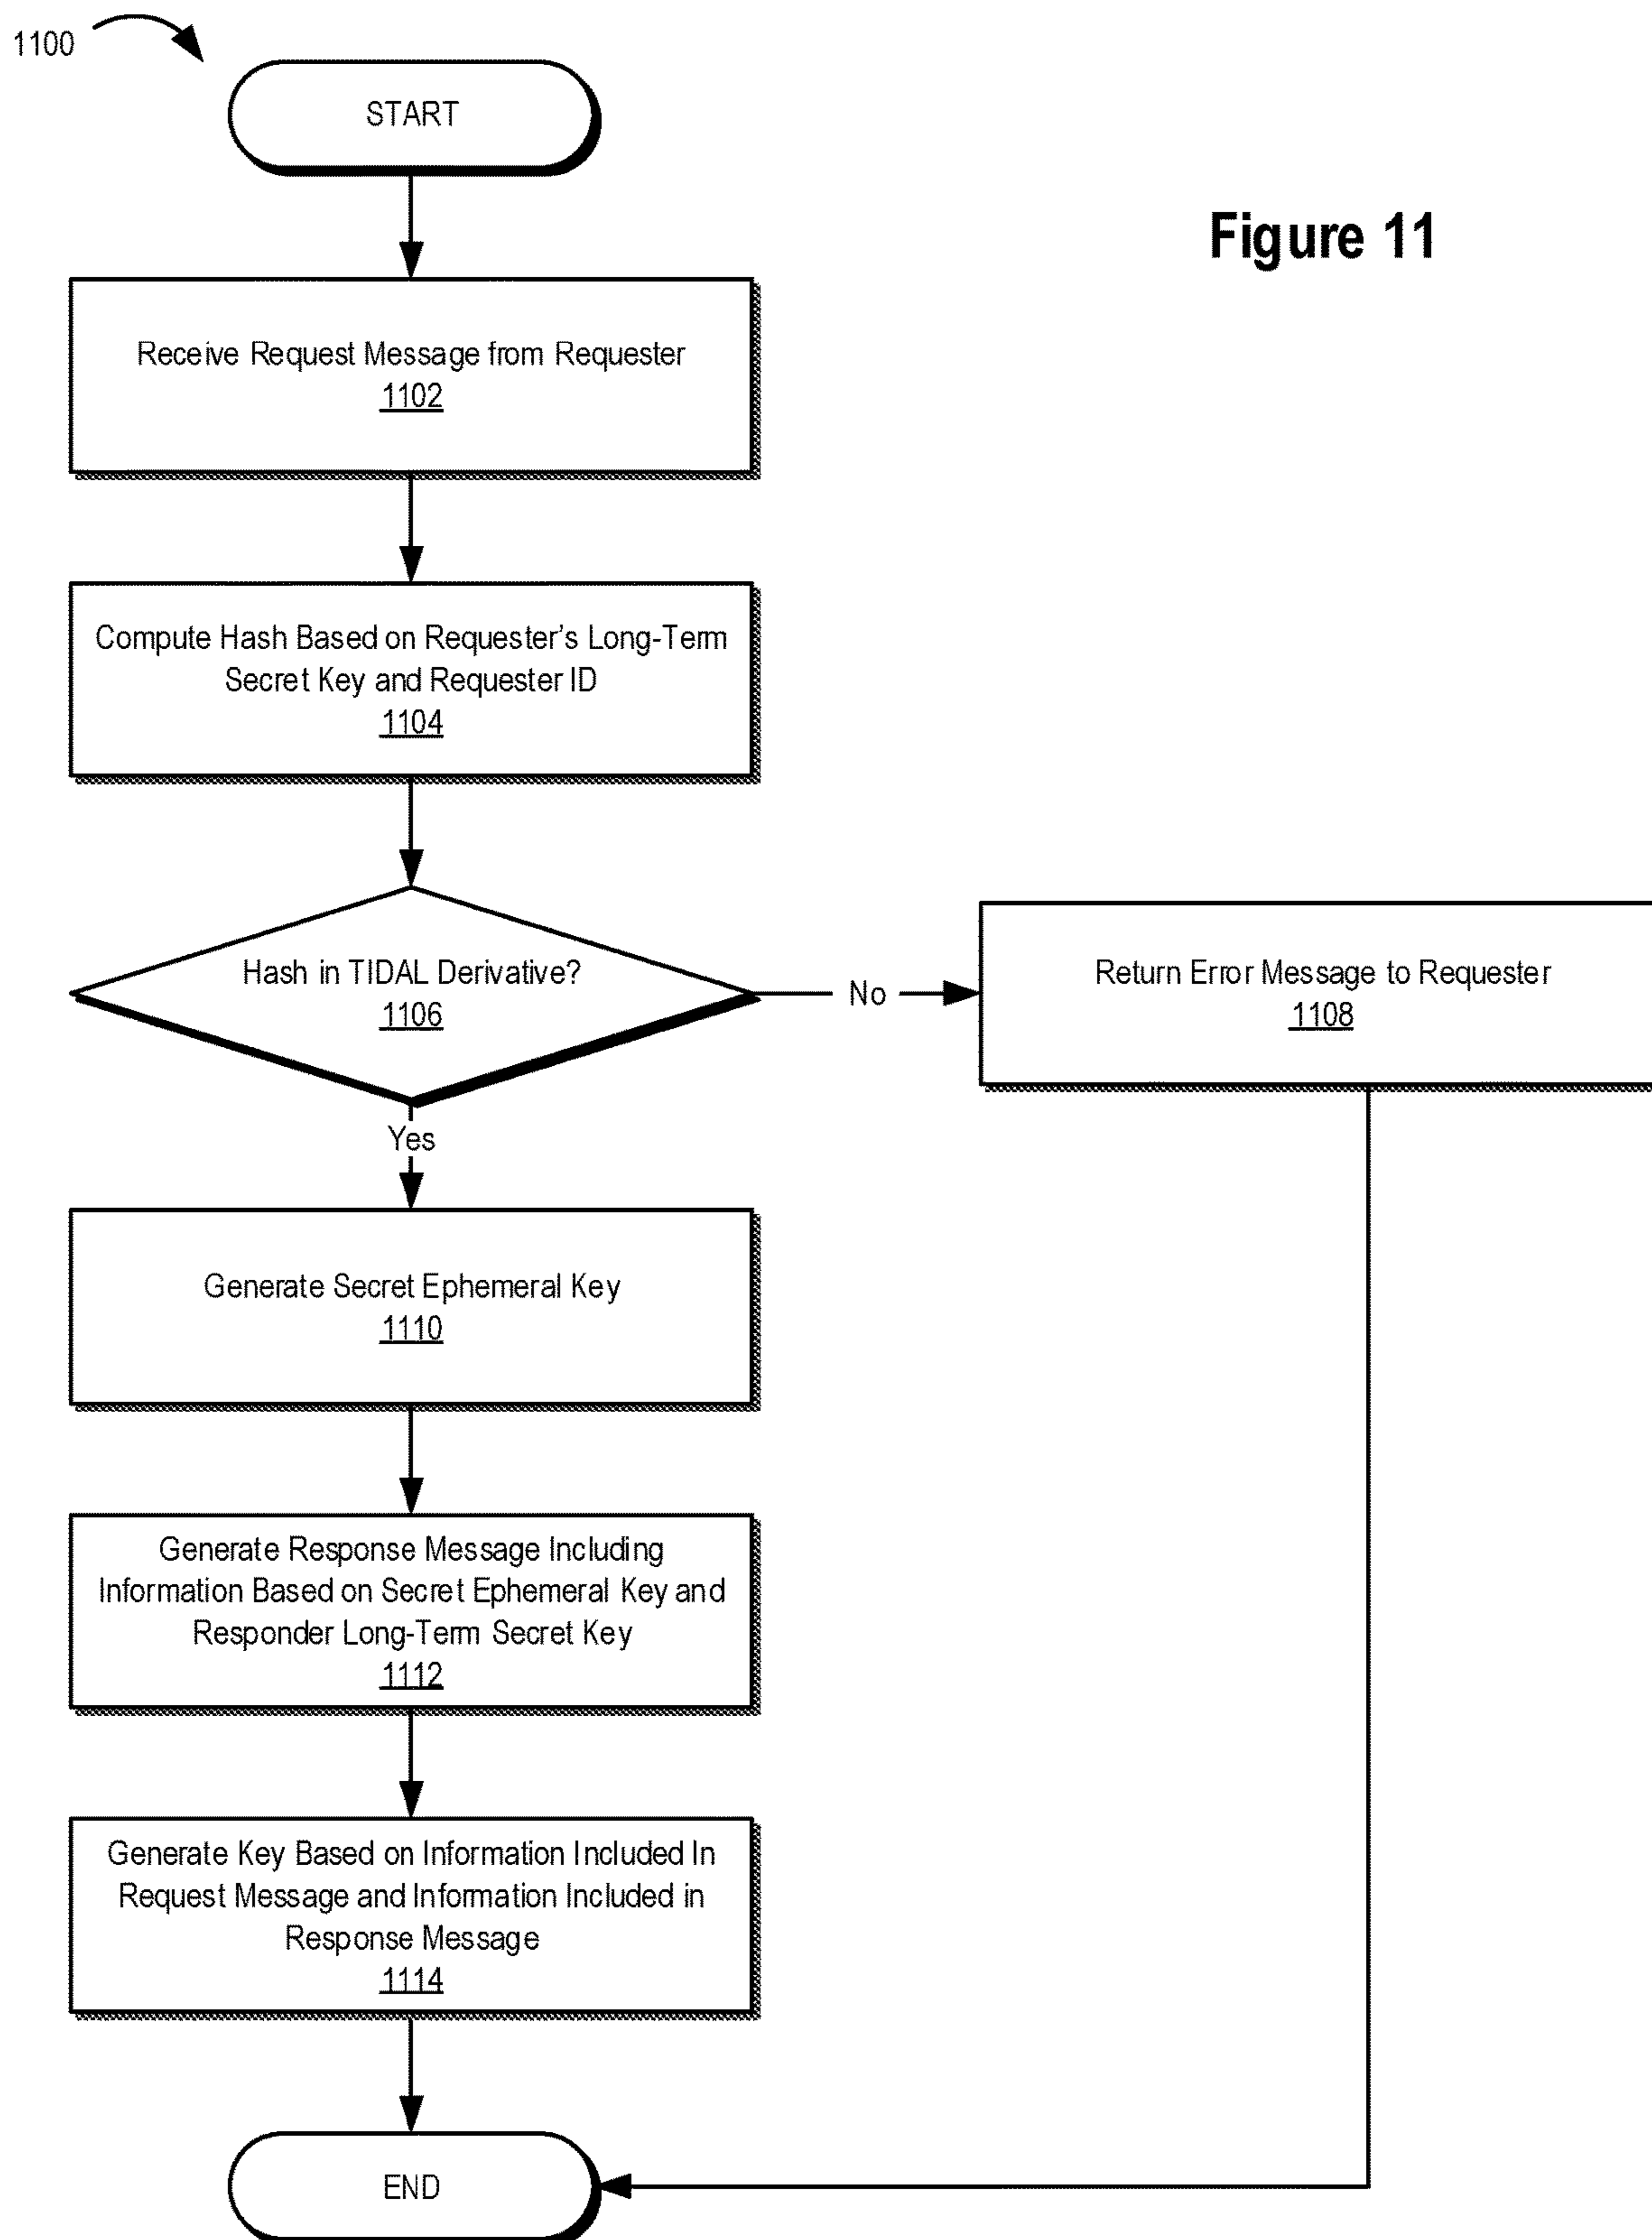 1100
START
Figure 11
Receive Request Message from Requester
1102
Compute Hash Based on Requester’s Long-Term
Secret Key and Requester ID
1104
Hash in TIDAL Derivative?
1106
No
Return Error Message to Requester
1108
Yes
Generate Secret Ephemeral Key
1110
Generate Response Message Including
Information Based on Secret Ephemeral Key and
Responder Long-Term Secret Key
1112
Generate Key Based on Information Included In
Request Message and Information Included in
Response Message
1114
END